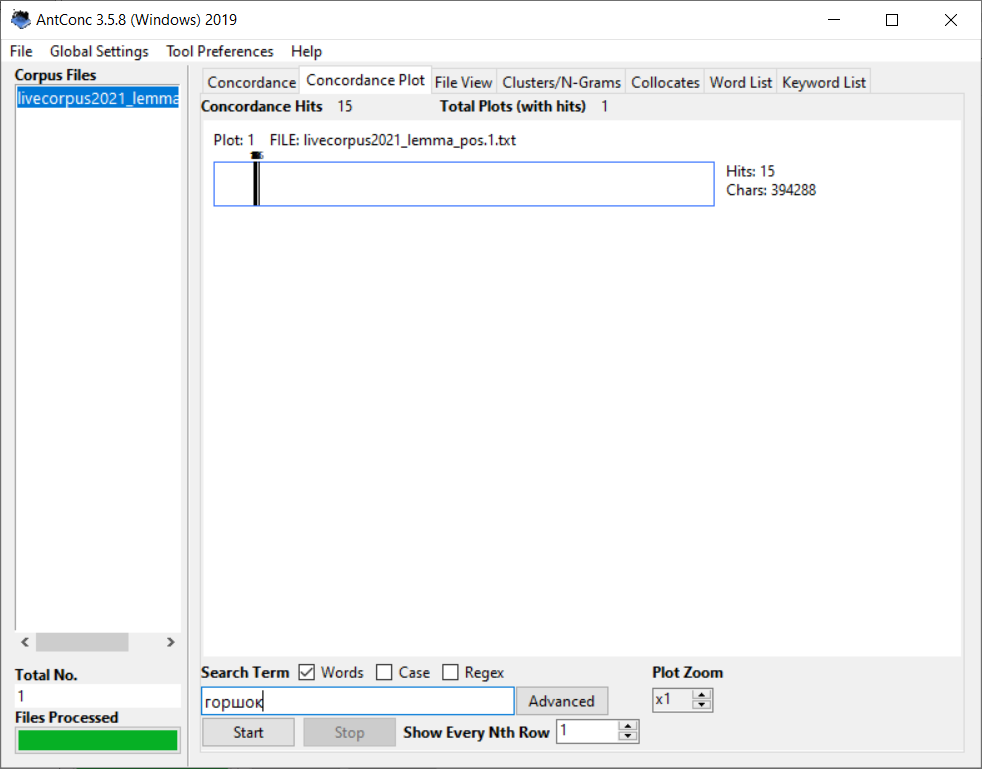 AntConc 3.5.8 (Windows) 2019
File Global Settings Tool Preferences Help
Corpus Files
livecorpus2021_lemma
Concordance Concordance Plot File View Clusters/N-Grams Collocates Word List Keyword List
Concordance Hits 15 Total Plots (with hits) 1
Plot: 1 FILE: livecorpus2021_lemma_pos.1.txt
Hits: 15
Chars: 394288
Total No.
1
Files Processed
Search Term Words Case Regex Plot Zoom
горшок Advanced x1
Start Stop Show Every Nth Row 1